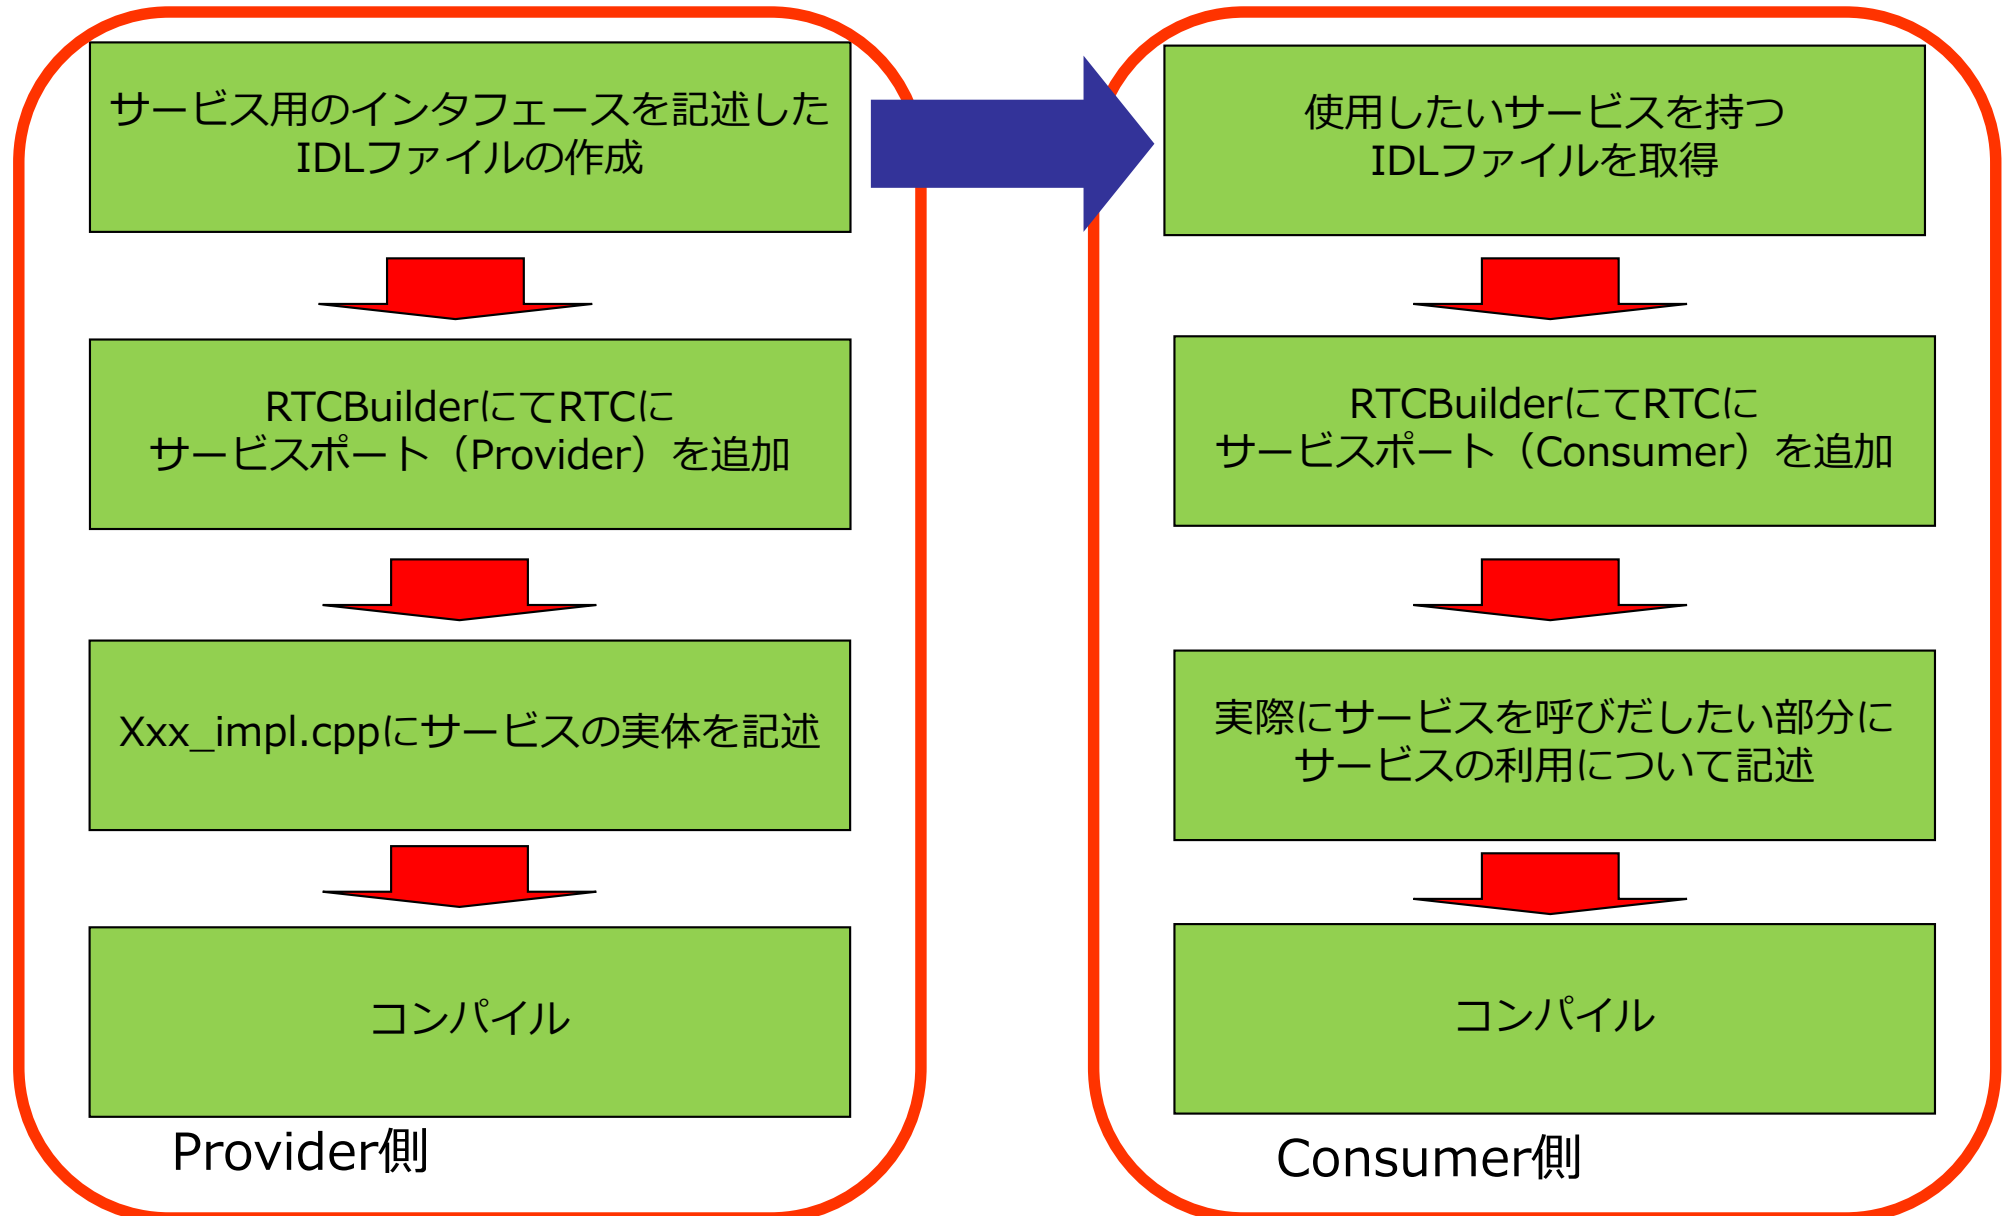 サービス用のインタフェースを記述した
IDLファイルの作成
RTCBuilderにてRTCに
サービスポート（Provider）を追加
Xxx_impl.cppにサービスの実体を記述
コンパイル
Provider側
使用したいサービスを持つ
IDLファイルを取得
RTCBuilderにてRTCに
サービスポート（Consumer）を追加
実際にサービスを呼びだしたい部分に
サービスの利用について記述
コンパイル
Consumer側